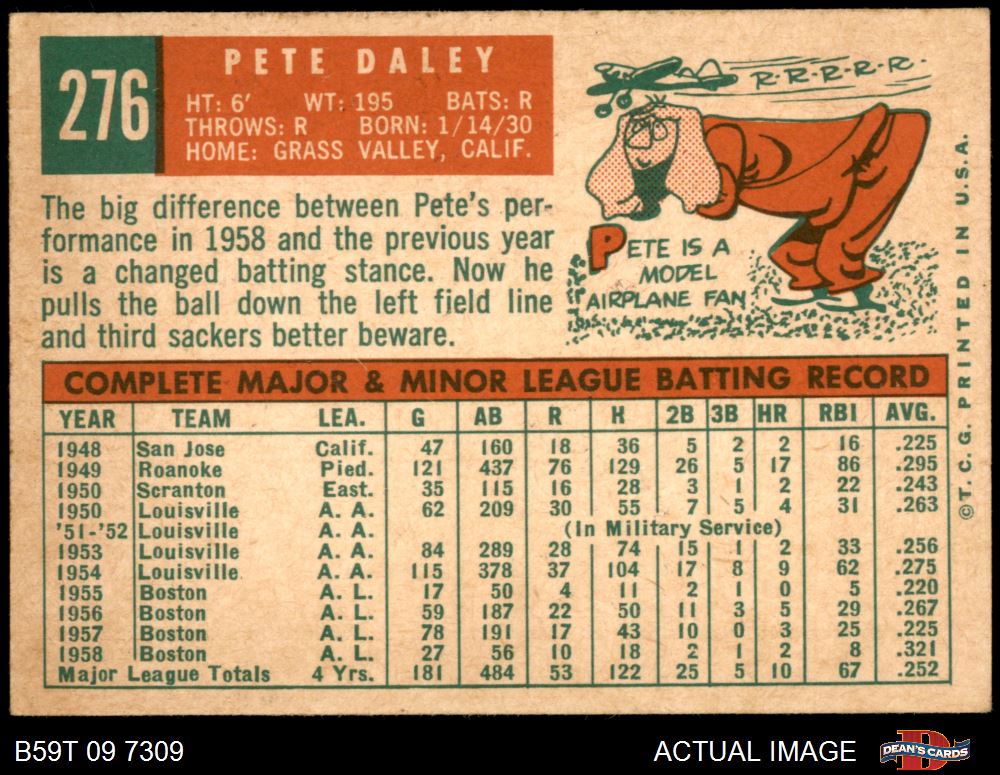 276
PETE DALEY
HT: 6' WT: 195 BATS: R
THROWS: R BORN: 1/14/30
HOME: GRASS VALLEY, CALIF.
The big difference between Pete's per-
formance in 1958 and the previous year
is a changed batting stance. Now he
pulls the ball down the left field line
and third sackers better beware.
R-R-R-R-R-
PETE IS A
MODEL
AIRPLANE FAN
COMPLETE MAJOR & MINOR LEAGUE BATTING RECORD
YEAR TEAM LEA. G AB R H 2B 3B HR RBI AVG.
1948 San Jose Calif. 47 160 18 36 5 2 2 16 .225
1949 Roanoke Pied. 121 437 76 129 26 5 17 86 .295
1950 Scranton East. 35 115 16 28 3 1 2 22 .243
1950 Louisville A. A. 62 209 30 55 7 5 4 31 .263
'51-'52 Louisville A. A. (In Military Service)
1953 Louisville A. A. 84 289 28 74 15 1 2 33 .256
1954 Louisville A. A. 115 378 37 104 17 8 9 62 .275
1955 Boston A. L. 17 50 4 11 2 1 0 5 .220
1956 Boston A. L. 59 187 22 50 11 3 5 29 .267
1957 Boston A. L. 78 191 17 43 10 0 3 25 .225
1958 Boston A. L. 27 56 10 18 2 1 2 8 .321
Major League Totals 4 Yrs. 181 484 53 122 25 5 10 67 .252
©T. C. G. PRINTED IN U.S.A.
B59T 09 7309
ACTUAL IMAGE
DEAN'S CARDS